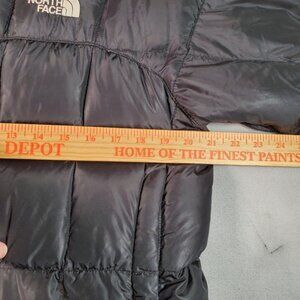 NORTH
FACE
13 14 15 16 17 18 19 20 21 22 23 24
DEPOT HOME OF THE FINEST PAINTS